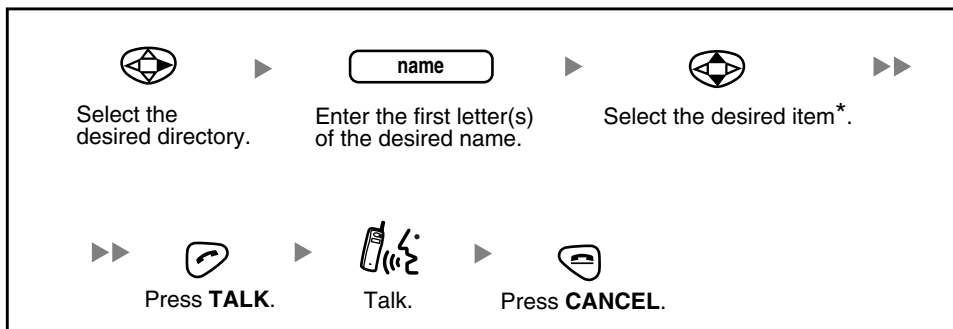 name
Select the
desired directory.
Enter the first letter(s)
of the desired name.
Select the desired item*.
Press TALK.
Talk.
Press CANCEL.